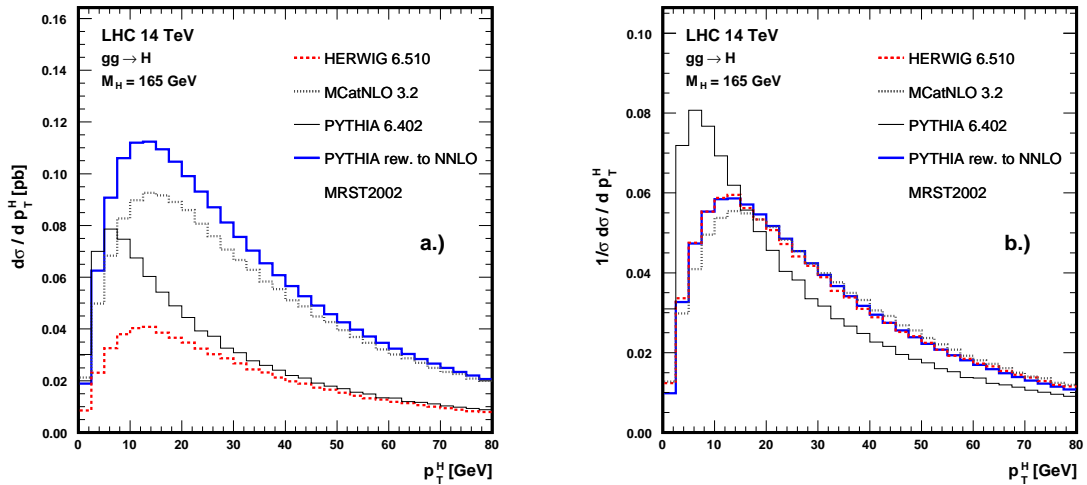 LHC 14 TeV
gg → H
M_H = 165 GeV
HERWIG 6.510
MCatNLO 3.2
PYTHIA 6.402
PYTHIA rew. to NNLO
MRST2002
a.)
dσ / d p_T^H [pb]
0.16
0.14
0.12
0.10
0.08
0.06
0.04
0.02
0.00
0 10 20 30 40 50 60 70 80
p_T^H [GeV]
LHC 14 TeV
gg → H
M_H = 165 GeV
HERWIG 6.510
MCatNLO 3.2
PYTHIA 6.402
PYTHIA rew. to NNLO
MRST2002
b.)
1/σ dσ / d p_T^H
0.10
0.08
0.06
0.04
0.02
0.00
0 10 20 30 40 50 60 70 80
p_T^H [GeV]